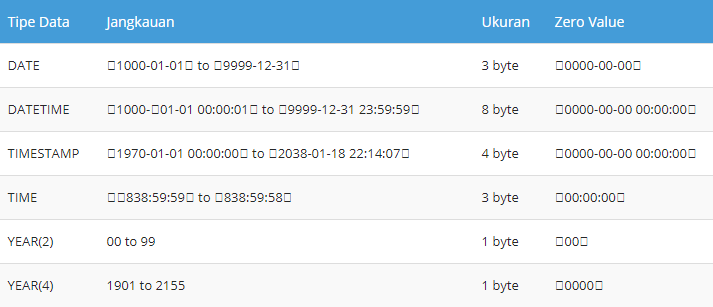 Tipe Data Jangkauan Ukuran Zero Value
DATE □1000-01-01□ to □9999-12-31□ 3 byte □0000-00-00□
DATETIME □1000-□01-01 00:00:01□ to □9999-12-31 23:59:59□ 8 byte □0000-00-00 00:00:00□
TIMESTAMP □1970-01-01 00:00:00□ to □2038-01-18 22:14:07□ 4 byte □0000-00-00 00:00:00□
TIME □□838:59:59□ to □838:59:58□ 3 byte □00:00:00□
YEAR(2) 00 to 99 1 byte □00□
YEAR(4) 1901 to 2155 1 byte □0000□